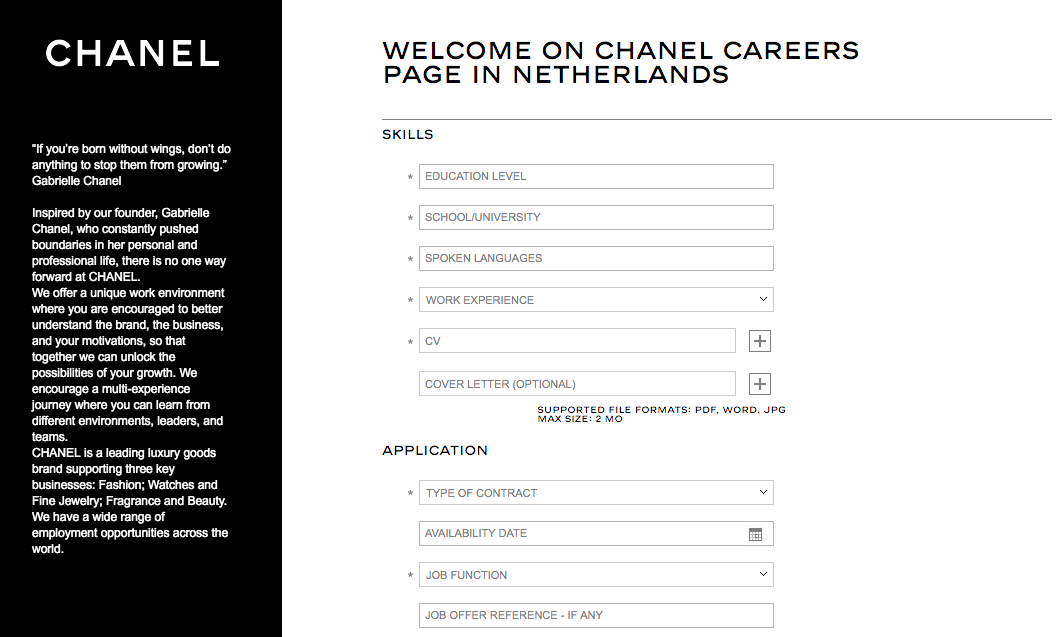 CHANEL
“If you’re born without wings, don’t do
anything to stop them from growing.”
Gabrielle Chanel
Inspired by our founder, Gabrielle
Chanel, who constantly pushed
boundaries in her personal and
professional life, there is no one way
forward at CHANEL.
We offer a unique work environment
where you are encouraged to better
understand the brand, the business,
and your motivations, so that
together we can unlock the
possibilities of your growth. We
encourage a multi-experience
journey where you can learn from
different environments, leaders, and
teams.
CHANEL is a leading luxury goods
brand supporting three key
businesses: Fashion; Watches and
Fine Jewelry; Fragrance and Beauty.
We have a wide range of
employment opportunities across the
world.
WELCOME ON CHANEL CAREERS
PAGE IN NETHERLANDS
SKILLS
* EDUCATION LEVEL
* SCHOOL/UNIVERSITY
* SPOKEN LANGUAGES
* WORK EXPERIENCE
* CV
COVER LETTER (OPTIONAL)
SUPPORTED FILE FORMATS: PDF, WORD, JPG
MAX SIZE: 2 MO
APPLICATION
* TYPE OF CONTRACT
AVAILABILITY DATE
* JOB FUNCTION
JOB OFFER REFERENCE - IF ANY